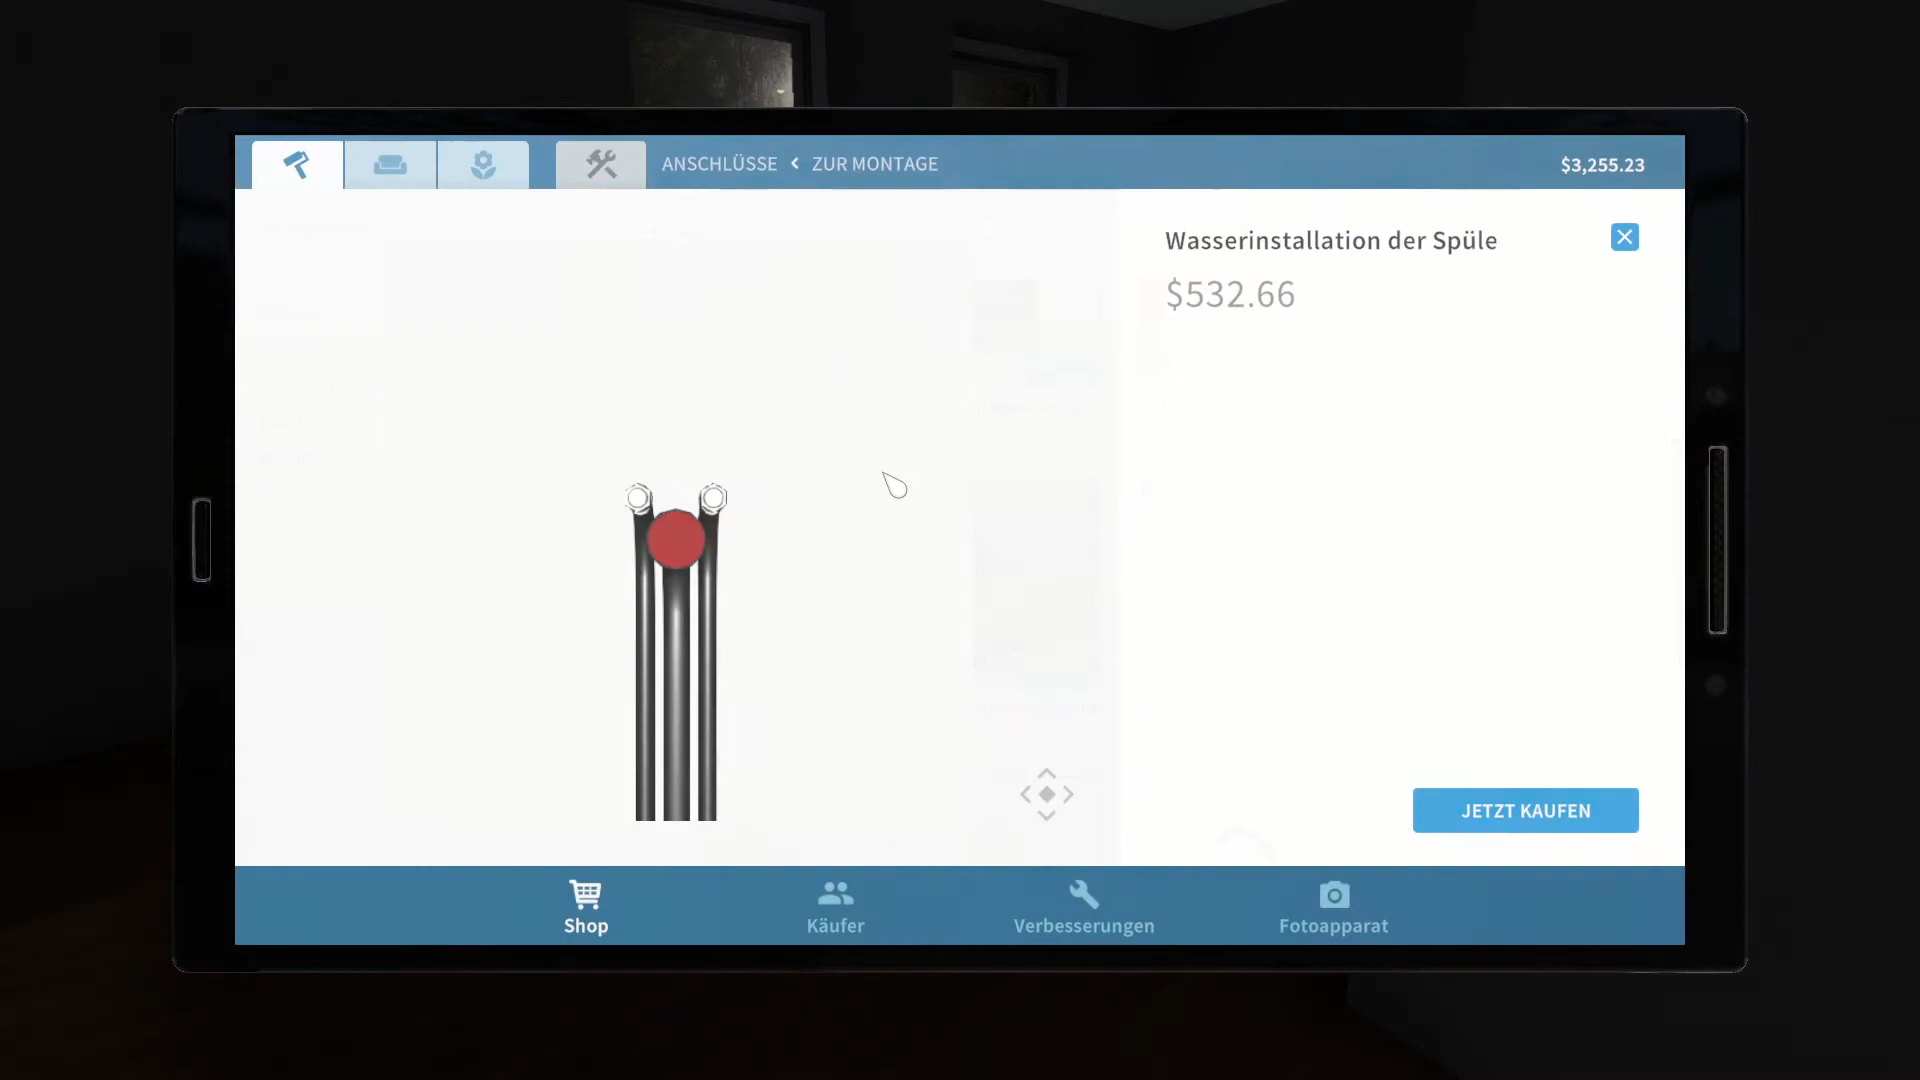 ANSCHLÜSSE < ZUR MONTAGE
$3,255.23
Wasserinstallation der Spüle
$532.66
JETZT KAUFEN
Shop
Käufer
Verbesserungen
Fotoapparat